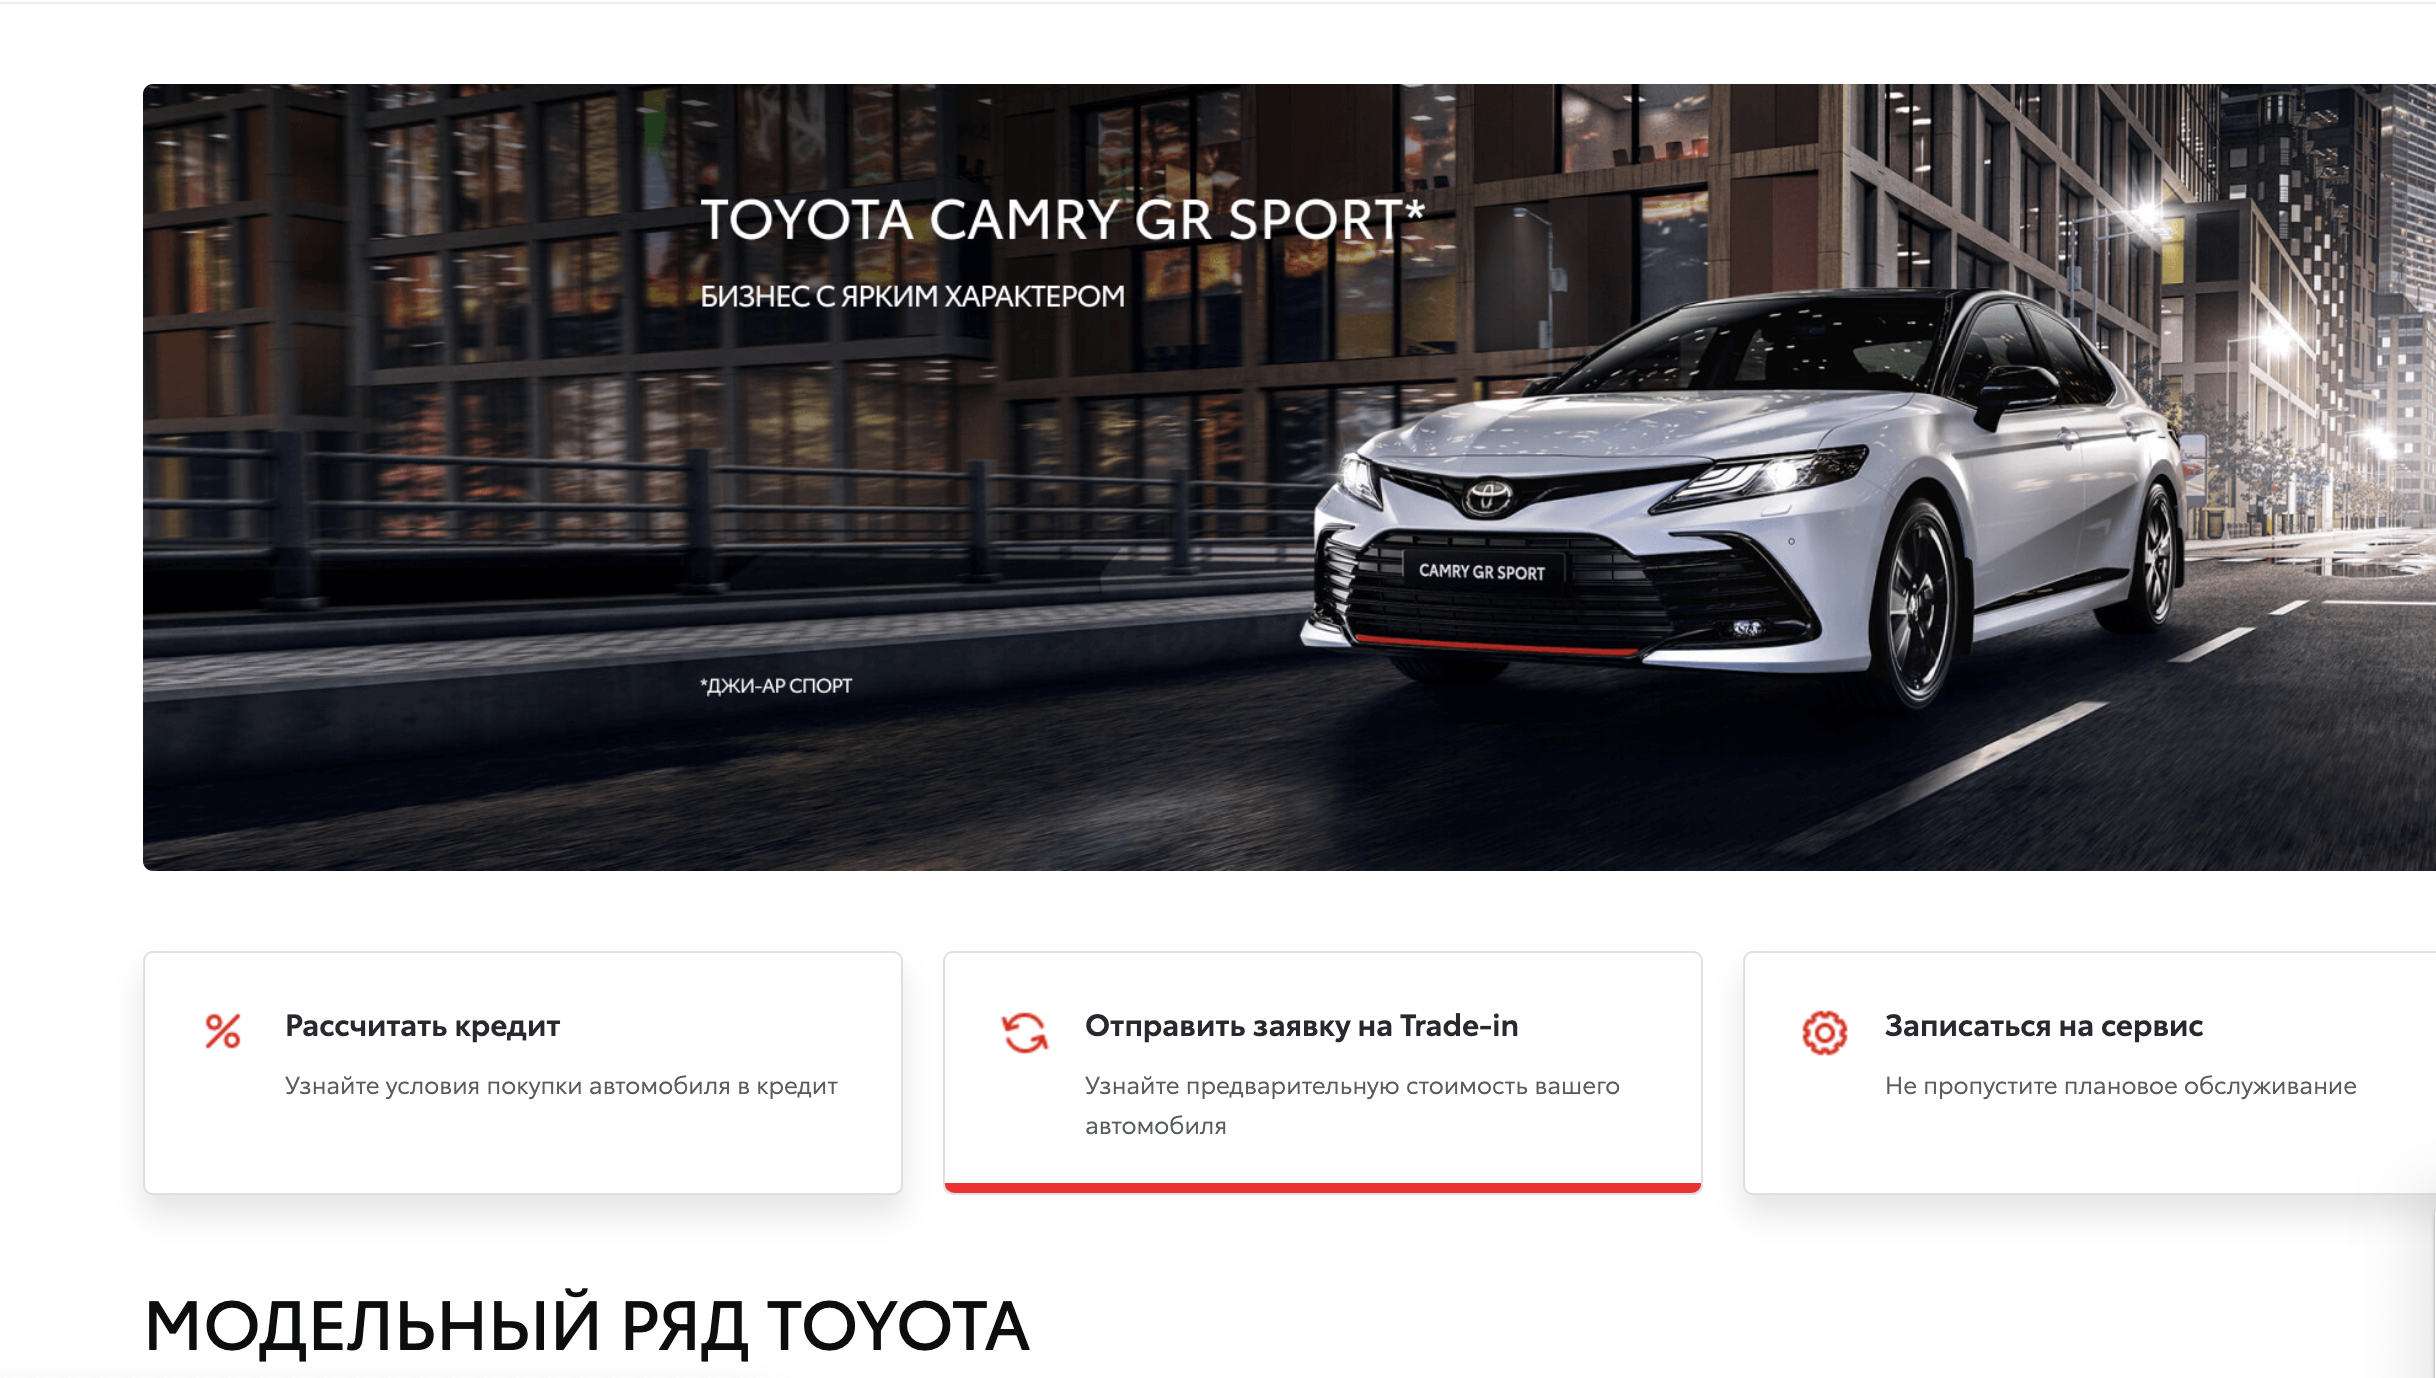 TOYOTA CAMRY GR SPORT*
БИЗНЕС С ЯРКИМ ХАРАКТЕРОМ
CAMRY GR SPORT
*ДЖИ-АР СПОРТ
Рассчитать кредит
Узнайте условия покупки автомобиля в кредит
Отправить заявку на Trade-in
Узнайте предварительную стоимость вашего
автомобиля
Записаться на сервис
Не пропустите плановое обслуживание
МОДЕЛЬНЫЙ РЯД TOYOTA